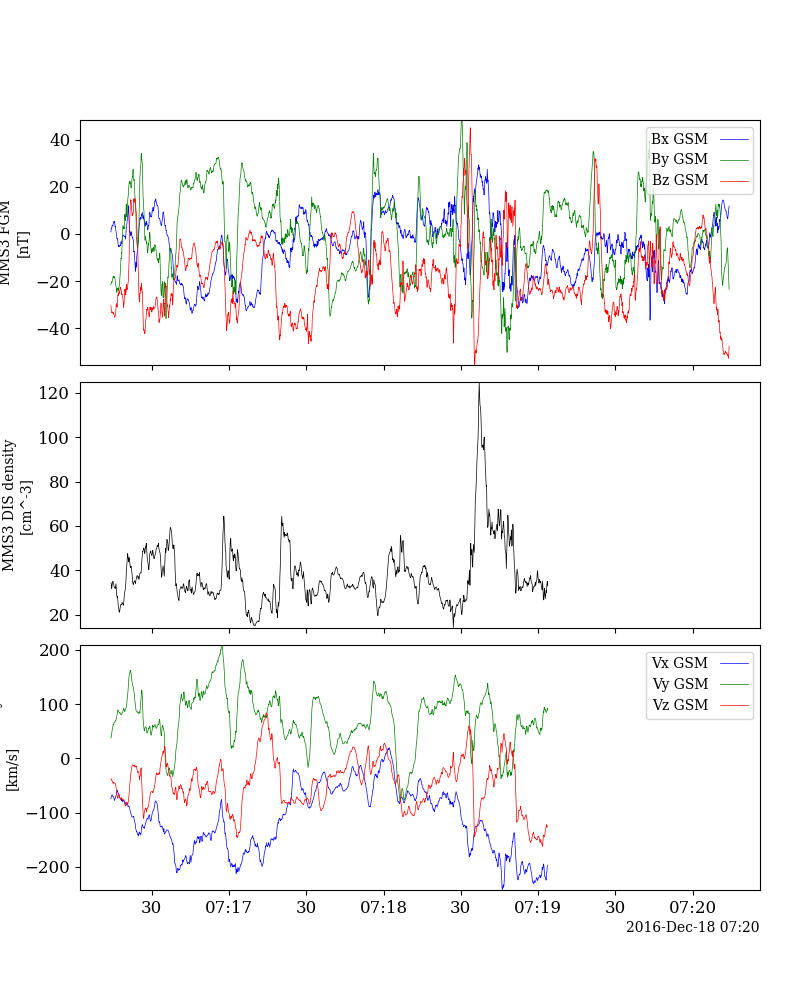 40
20
0
−20
−40
MMS3 FGM
[nT]
Bx GSM
By GSM
Bz GSM
120
100
80
60
40
20
MMS3 DIS density
[cm^-3]
200
100
0
−100
−200
[km/s]
Vx GSM
Vy GSM
Vz GSM
30
07:17
30
07:18
30
07:19
30
07:20
2016-Dec-18 07:20